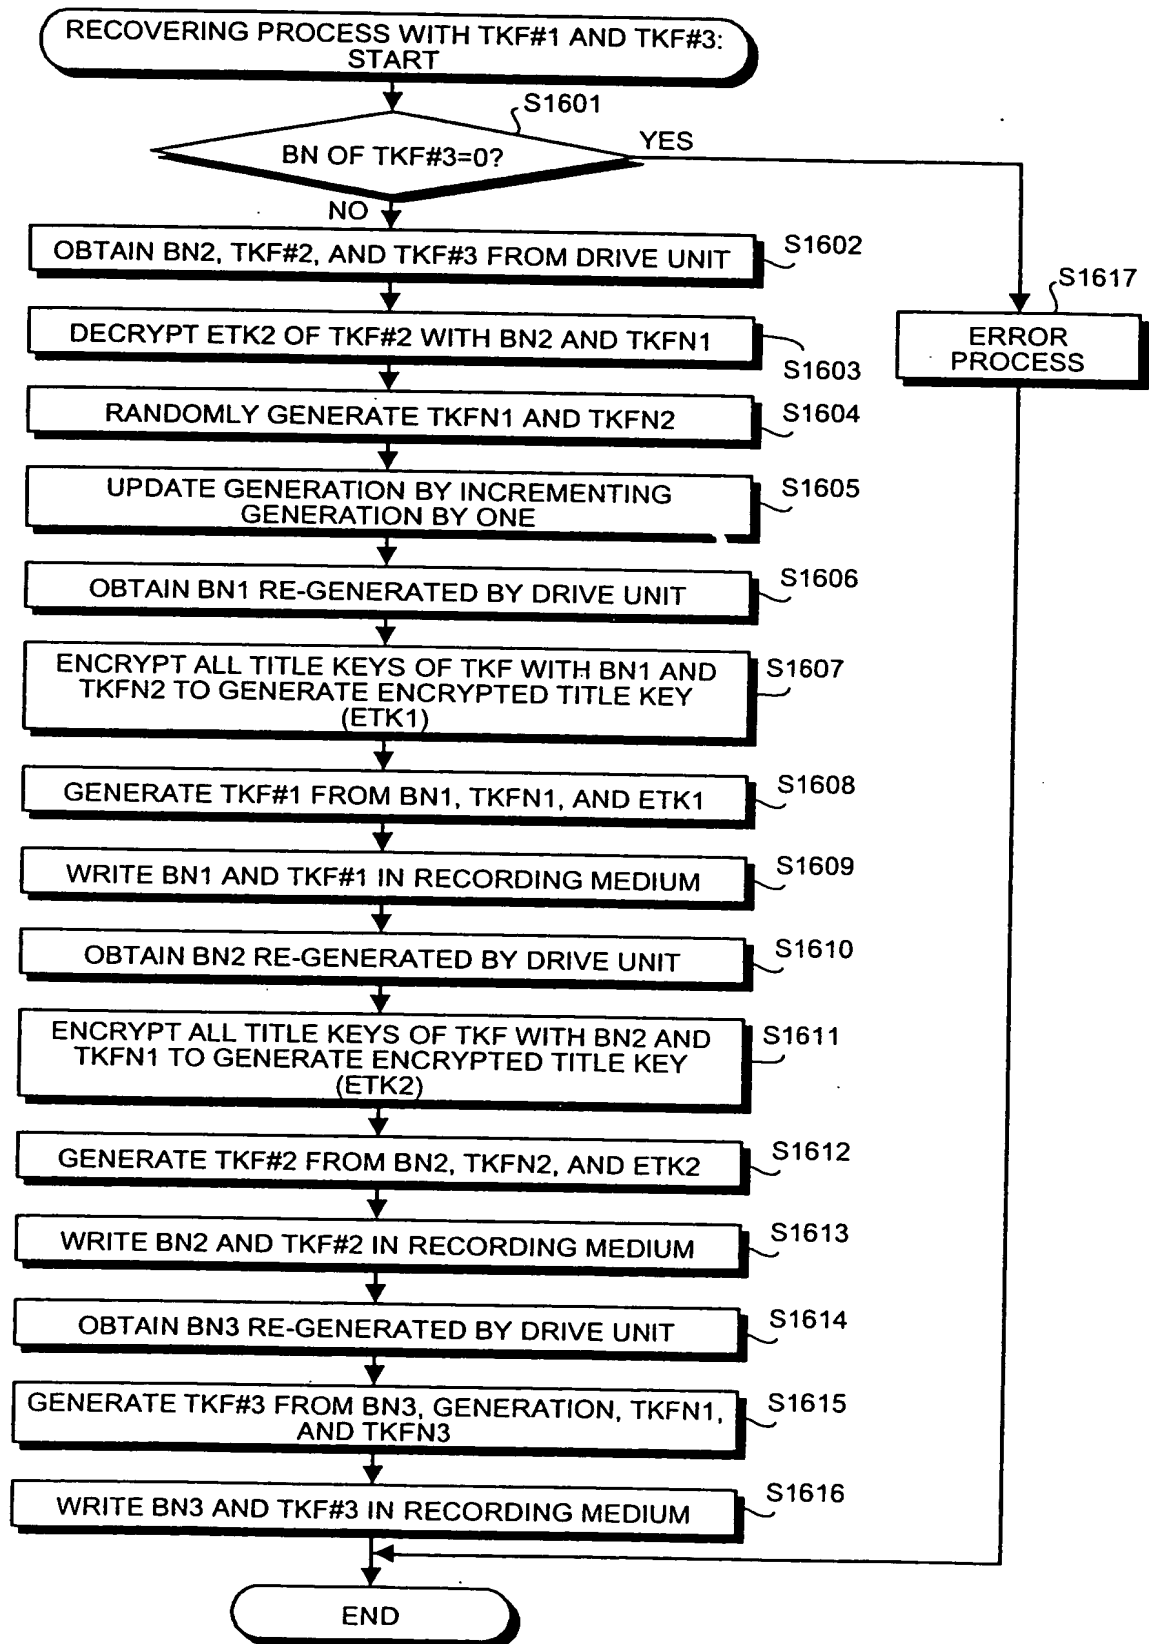 RECOVERING PROCESS WITH TKF#1 AND TKF#3:
START
S1601
BN OF TKF#3=0?
YES
NO
OBTAIN BN2, TKF#2, AND TKF#3 FROM DRIVE UNIT
S1602
S1617
ERROR
PROCESS
DECRYPT ETK2 OF TKF#2 WITH BN2 AND TKFN1
S1603
RANDOMLY GENERATE TKFN1 AND TKFN2
S1604
UPDATE GENERATION BY INCREMENTING
GENERATION BY ONE
S1605
OBTAIN BN1 RE-GENERATED BY DRIVE UNIT
S1606
ENCRYPT ALL TITLE KEYS OF TKF WITH BN1 AND
TKFN2 TO GENERATE ENCRYPTED TITLE KEY
(ETK1)
S1607
GENERATE TKF#1 FROM BN1, TKFN1, AND ETK1
S1608
WRITE BN1 AND TKF#1 IN RECORDING MEDIUM
S1609
OBTAIN BN2 RE-GENERATED BY DRIVE UNIT
S1610
ENCRYPT ALL TITLE KEYS OF TKF WITH BN2 AND
TKFN1 TO GENERATE ENCRYPTED TITLE KEY
(ETK2)
S1611
GENERATE TKF#2 FROM BN2, TKFN2, AND ETK2
S1612
WRITE BN2 AND TKF#2 IN RECORDING MEDIUM
S1613
OBTAIN BN3 RE-GENERATED BY DRIVE UNIT
S1614
GENERATE TKF#3 FROM BN3, GENERATION, TKFN1,
AND TKFN3
S1615
WRITE BN3 AND TKF#3 IN RECORDING MEDIUM
S1616
END